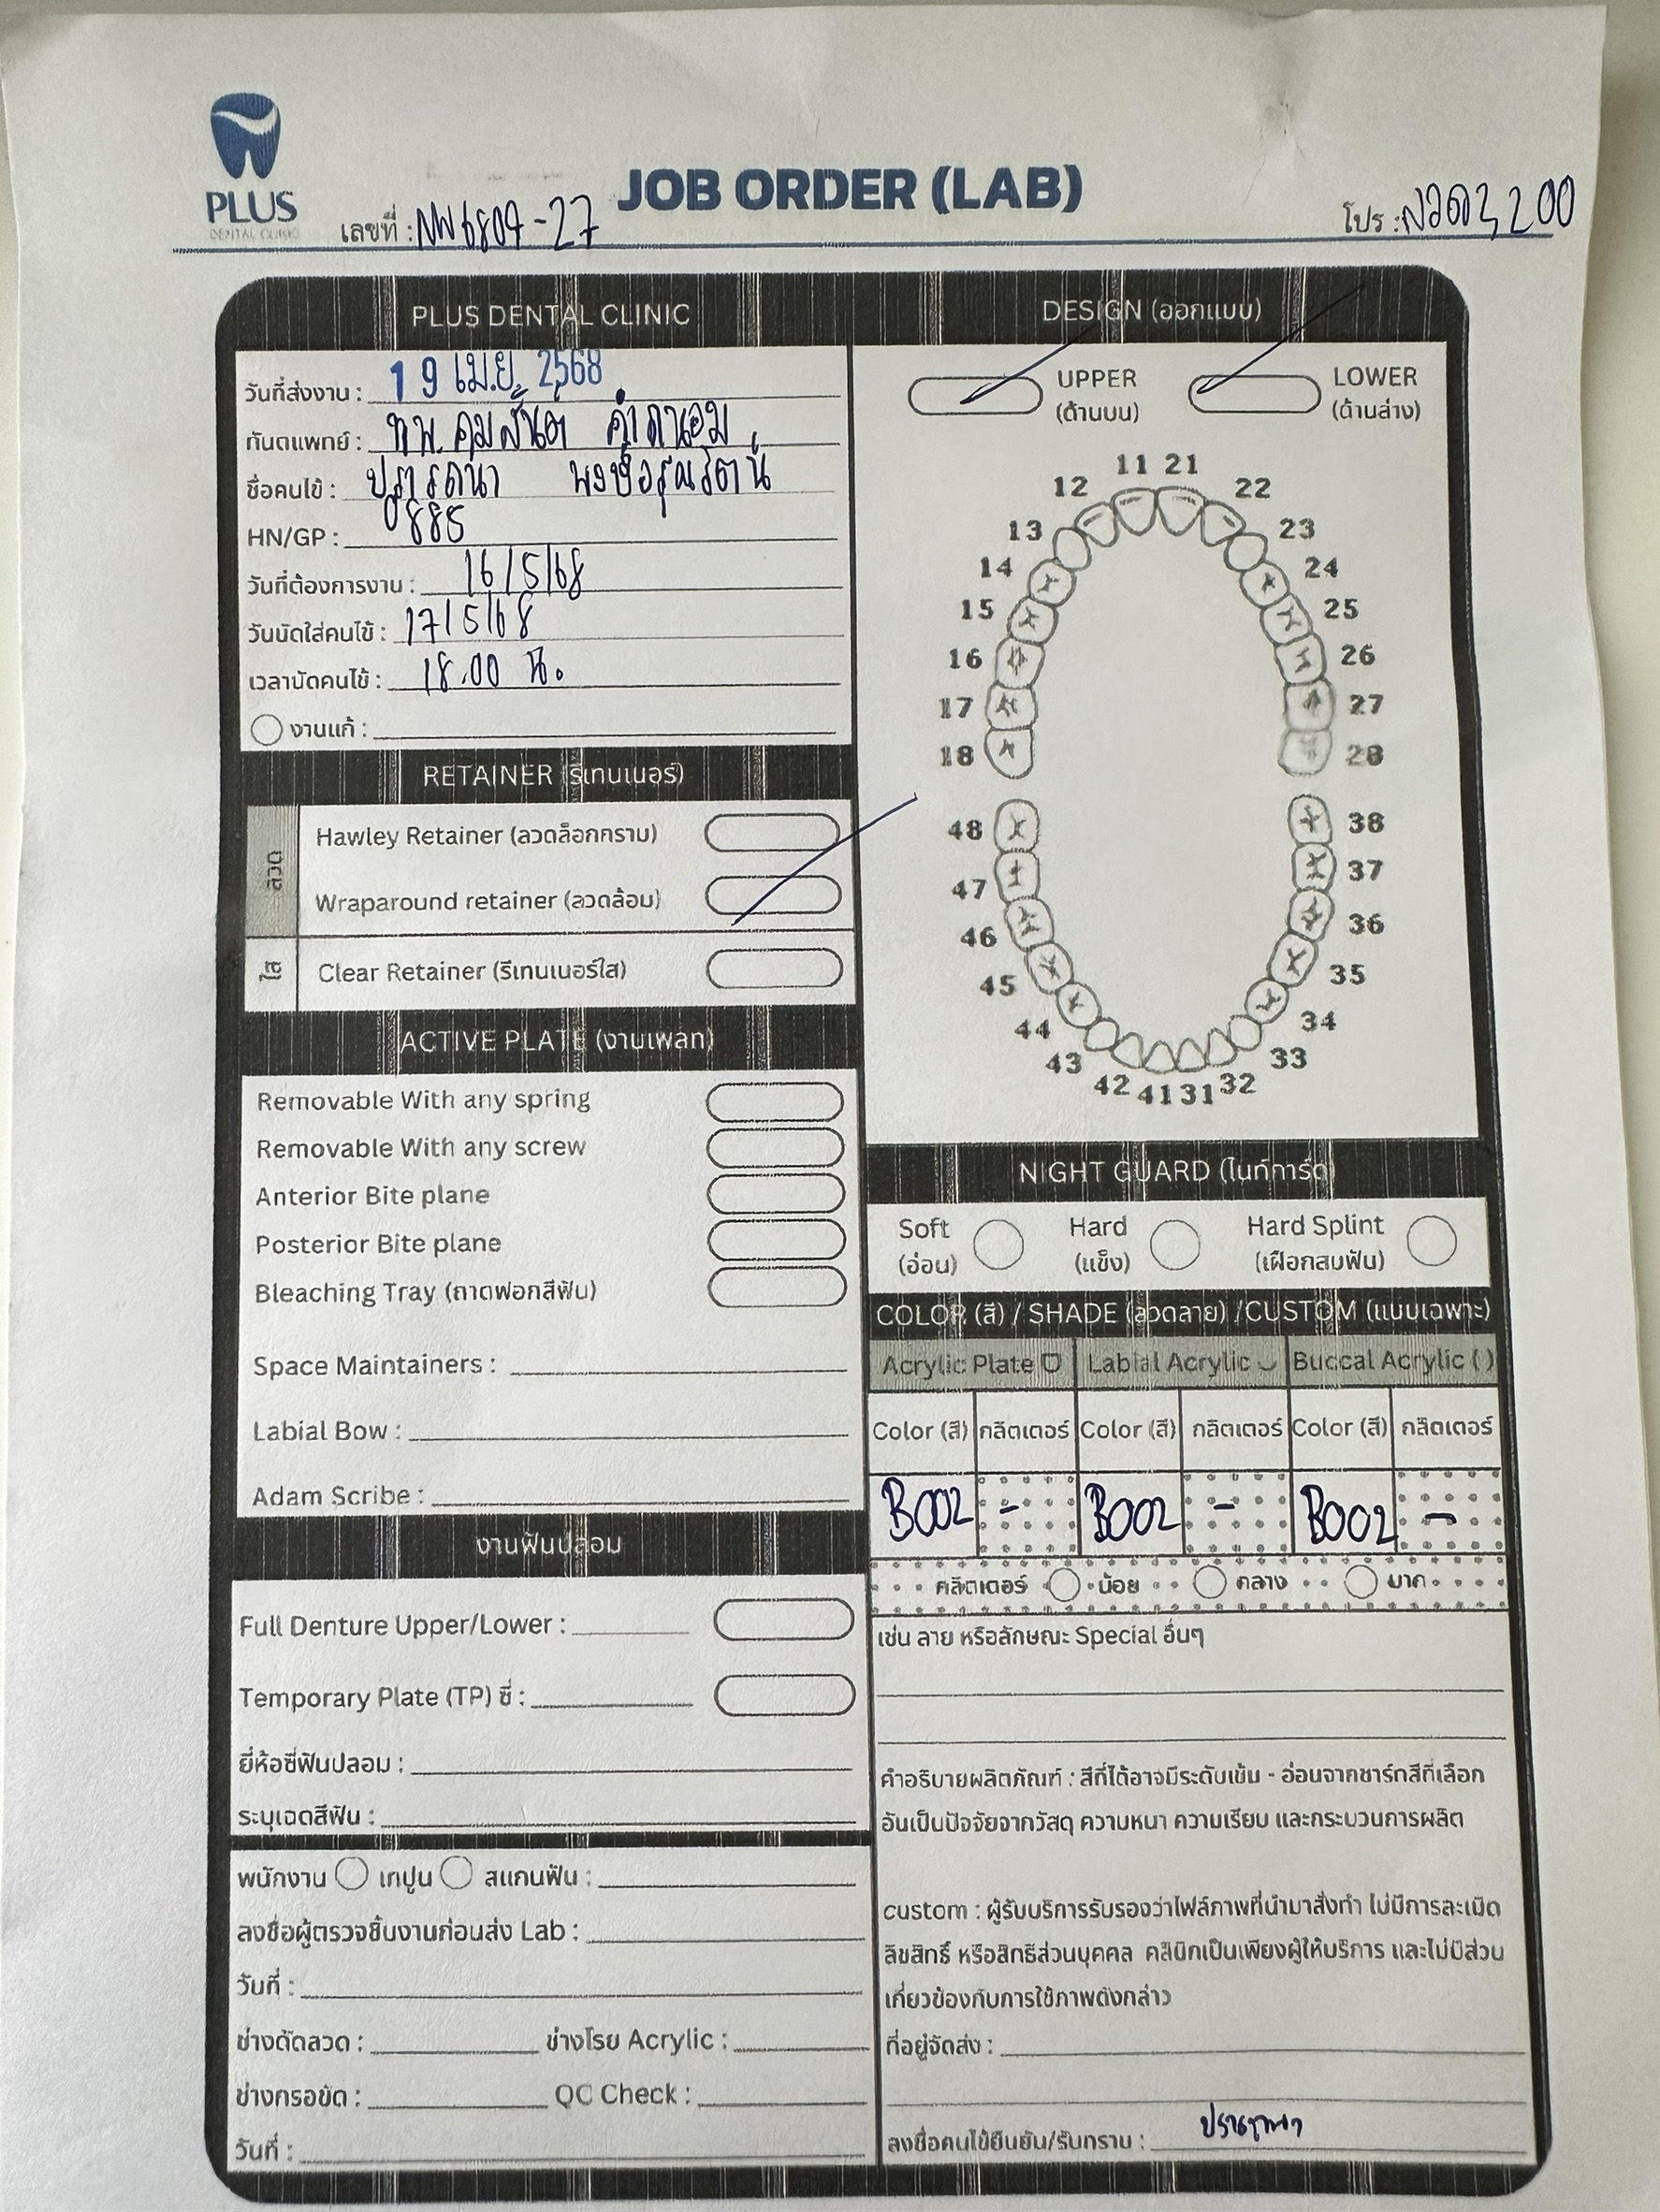 PLUS
DENTAL CLINIC
JOB ORDER (LAB)
เลขที่ : NW6804-27
โปร : ลวด3,200
PLUS DENTAL CLINIC
วันที่ส่งงาน : 19 เม.ย. 2568
ทันตแพทย์ : ทพ. คมสันต์
ชื่อคนไข้ : ปรารถนา พงษ์อรุณรัตน์
HN/GP : 885
วันที่ต้องการงาน : 16/5/68
วันนัดใส่คนไข้ : 17/5/68
เวลานัดคนไข้ : 18.00 น.
งานแก้ :
RETAINER (รีเทนเนอร์)
ลวด
Hawley Retainer (ลวดล็อกคราม)
Wraparound retainer (ลวดล้อม)
ใส
Clear Retainer (รีเทนเนอร์ใส)
ACTIVE PLATE (งานเพลท)
Removable With any spring
Removable With any screw
Anterior Bite plane
Posterior Bite plane
Bleaching Tray (ถาดฟอกสีฟัน)
Space Maintainers :
Labial Bow :
Adam Scribe :
งานฟันปลอม
Full Denture Upper/Lower :
Temporary Plate (TP) ซี่ :
ยี่ห้อซี่ฟันปลอม :
ระบุเฉดสีฟัน :
พนักงาน เทปูน สแกนฟัน :
ลงชื่อผู้ตรวจชิ้นงานก่อนส่ง Lab :
วันที่ :
ช่างดัดลวด : ช่างโรย Acrylic :
ช่างกรอขัด : QC Check :
วันที่ :
DESIGN (ออกแบบ)
UPPER LOWER
(ด้านบน) (ด้านล่าง)
11 21
12 22
13 23
14 24
15 25
16 26
17 27
18 28
48 38
47 37
46 36
45 35
44 34
43 33
42 41 31 32
NIGHT GUARD (ไนท์การ์ด)
Soft Hard Hard Splint
(อ่อน) (แข็ง) (เฝือกสบฟัน)
COLOR (สี) / SHADE (ลวดลาย) /CUSTOM (แบบเฉพาะ)
Acrylic Plate Labial Acrylic Buccal Acrylic ( )
Color (สี) กลิตเตอร์ Color (สี) กลิตเตอร์ Color (สี) กลิตเตอร์
B002 - B002 - B002 -
กลิตเตอร์ น้อย กลาง มาก
เช่น ลาย หรือลักษณะ Special อื่นๆ
คำอธิบายผลิตภัณฑ์ : สีที่ได้อาจมีระดับเข้ม - อ่อนจากชาร์ทสีที่เลือก
อันเป็นปัจจัยจากวัสดุ ความหนา ความเรียบ และกระบวนการผลิต
custom : ผู้รับบริการรับรองว่าไฟล์ภาพที่นำมาสั่งทำ ไม่มีการละเมิด
ลิขสิทธิ์ หรือสิทธิส่วนบุคคล คลินิกเป็นเพียงผู้ให้บริการ และไม่มีส่วน
เกี่ยวข้องกับการใช้ภาพดังกล่าว
ที่อยู่จัดส่ง :
ลงชื่อคนไข้ยืนยัน/รับทราบ : ปรารถนา